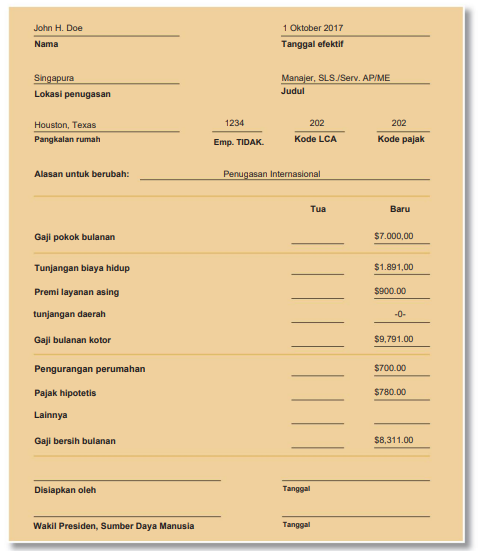 John H. Doe 1 Oktober 2017
Nama Tanggal efektif
Singapura Manajer, SLS./Serv. AP/ME
Lokasi penugasan Judul
Houston, Texas 1234 202 202
Pangkalan rumah Emp. TIDAK. Kode LCA Kode pajak
Alasan untuk berubah: Penugasan Internasional
Tua Baru
Gaji pokok bulanan $7.000,00
Tunjangan biaya hidup $1.891,00
Premi layanan asing $900.00
tunjangan daerah -0-
Gaji bulanan kotor $9,791.00
Pengurangan perumahan $700.00
Pajak hipotetis $780.00
Lainnya
Gaji bersih bulanan $8,311.00
Disiapkan oleh Tanggal
Wakil Presiden, Sumber Daya Manusia Tanggal